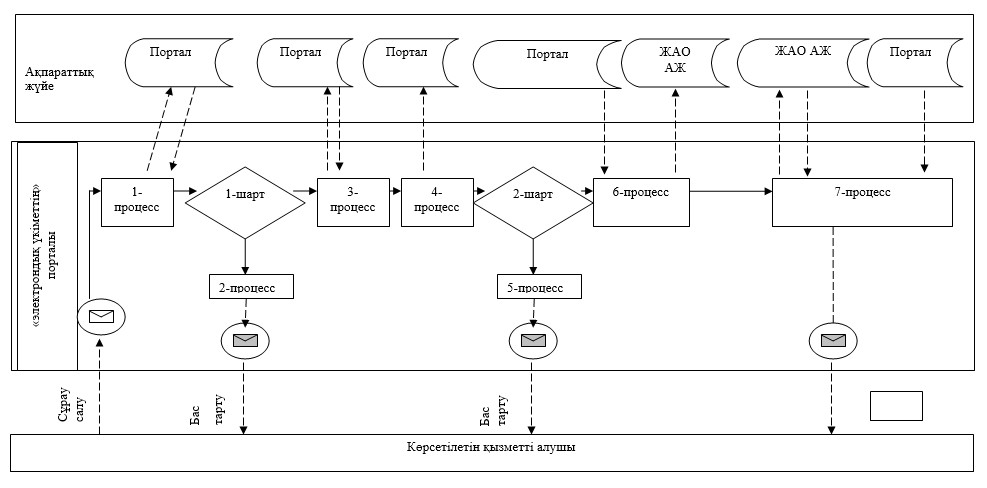 Портал
Портал
Портал
Портал
ЖАО
АЖ
ЖАО АЖ
Портал
Ақпараттық
жүйе
«электрондық үкіметтің»
порталы
1-
процесс
1-шарт
3-
процесс
4-
процесс
2-шарт
6-процесс
7-процесс
2-процесс
5-процесс
Сұрау
салу
Бас
тарту
Бас
тарту
Көрсетілетін қызметті алушы